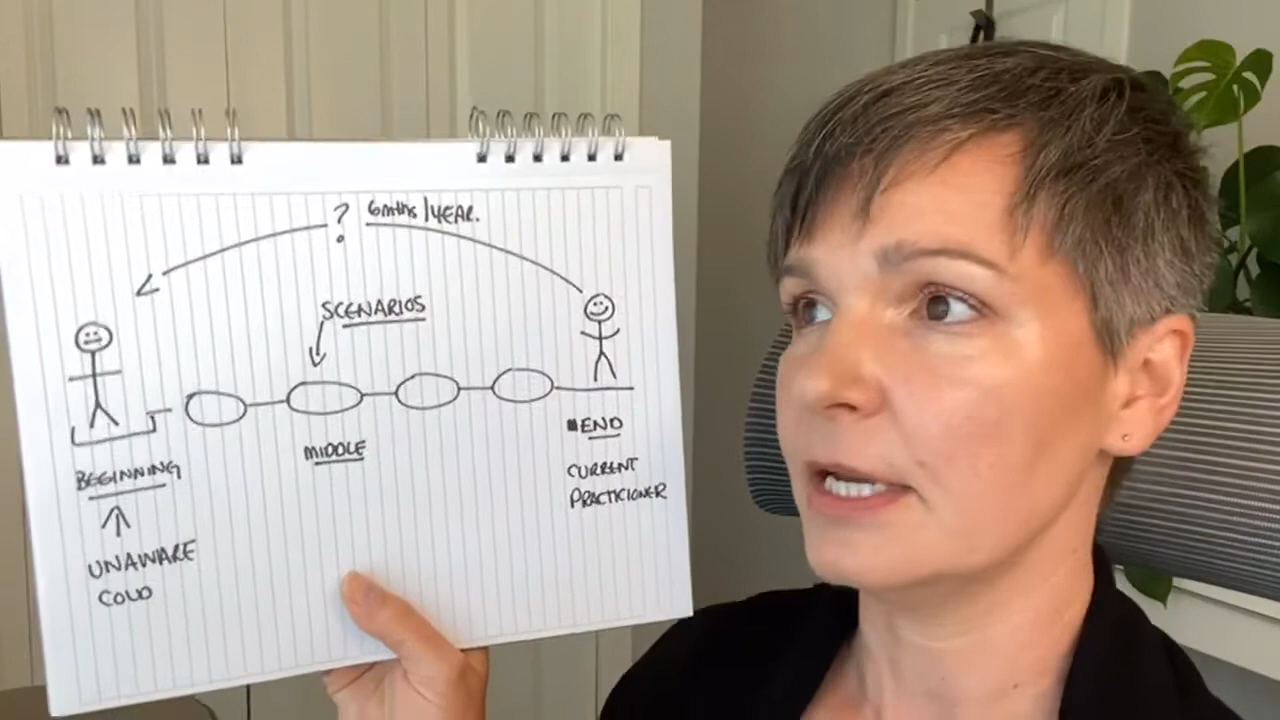 ? 6mths/YEAR.
SCENARIOS
MIDDLE
BEGINNING
UNAWARE
COLD
END
CURRENT
PRACTICIONER